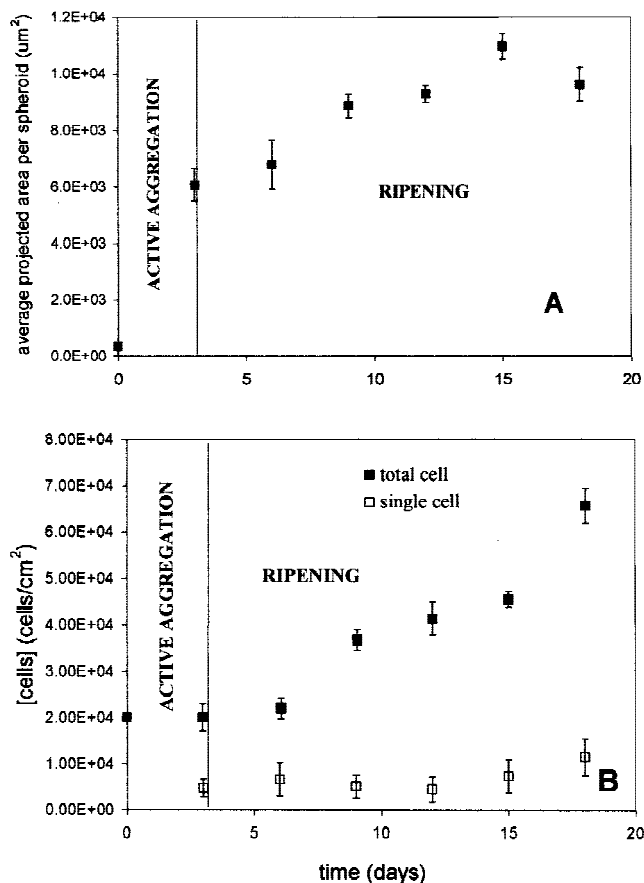 average projected area per spheroid (um²)
1.2E+04
1.0E+04
8.0E+03
6.0E+03
4.0E+03
2.0E+03
0.0E+00
ACTIVE AGGREGATION
RIPENING
A
0 5 10 15 20
[cells] (cells/cm²)
8.00E+04
7.00E+04
6.00E+04
5.00E+04
4.00E+04
3.00E+04
2.00E+04
1.00E+04
0.00E+00
ACTIVE AGGREGATION
total cell
single cell
RIPENING
B
0 5 10 15 20
time (days)